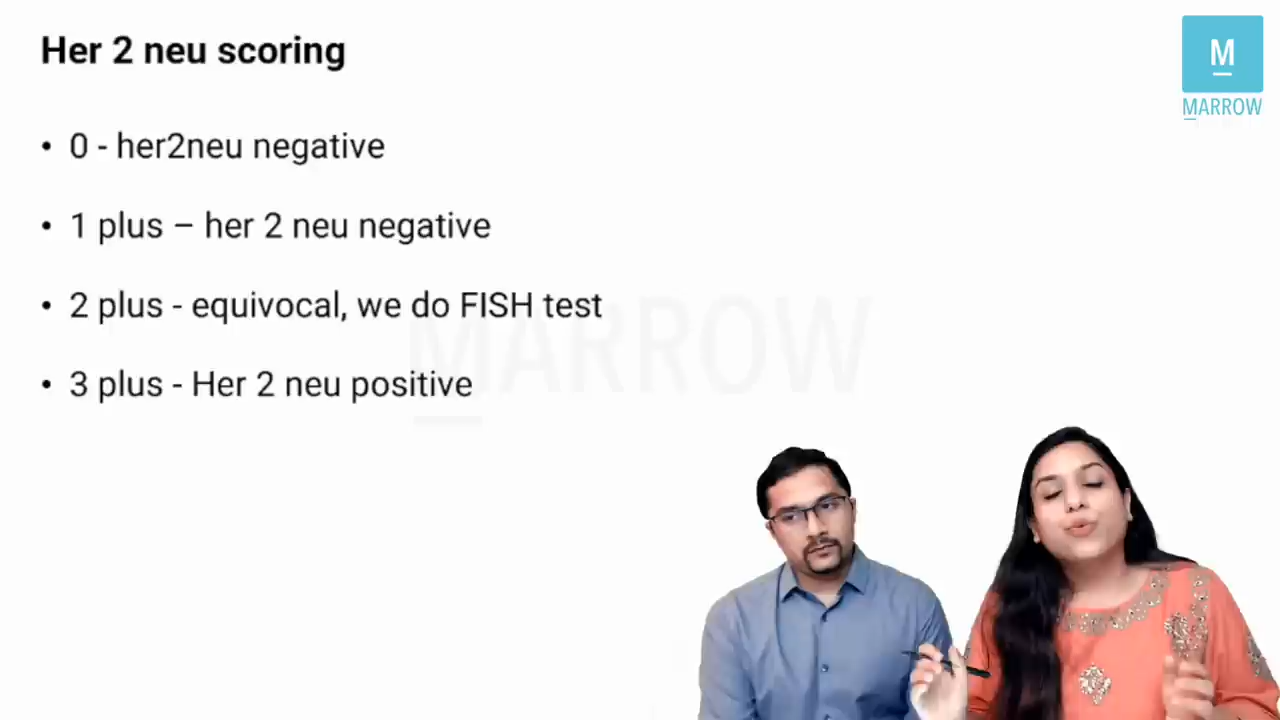 Her 2 neu scoring
M
MARROW
• 0 - her2neu negative
• 1 plus – her 2 neu negative
• 2 plus - equivocal, we do FISH test
MARROW
• 3 plus - Her 2 neu positive